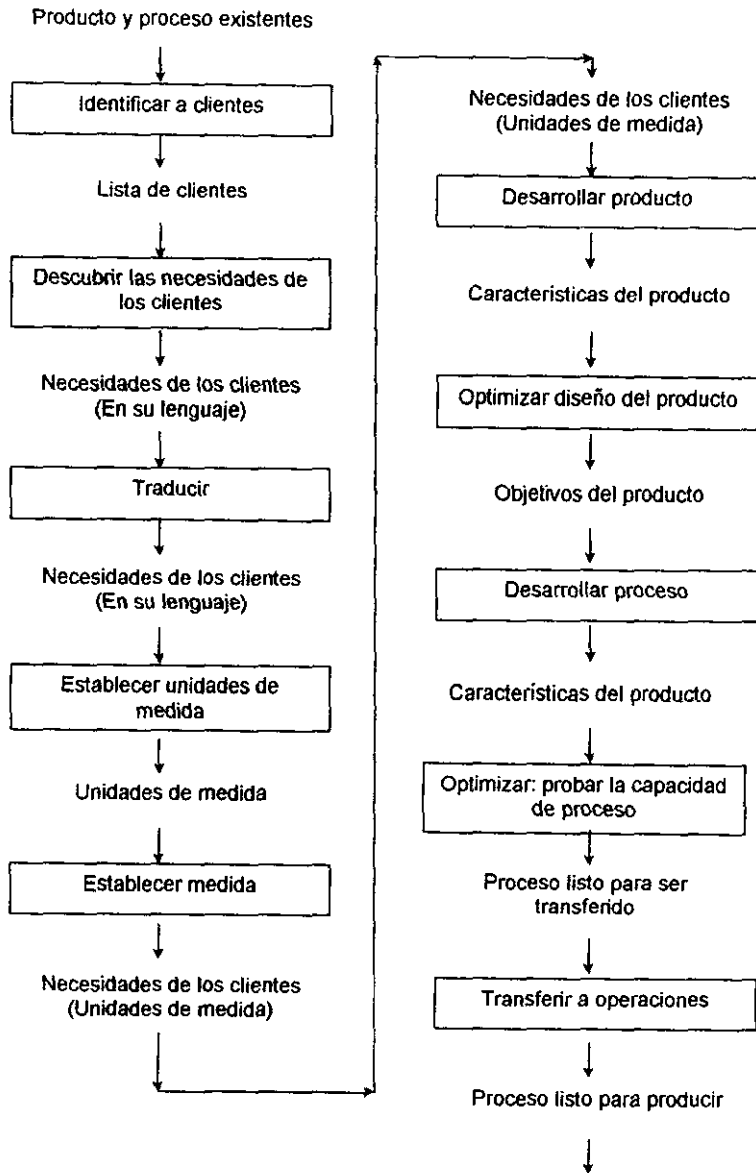 Producto y proceso existentes
Identificar a clientes
Lista de clientes
Descubrir las necesidades de
los clientes
Necesidades de los clientes
(En su lenguaje)
Traducir
Necesidades de los clientes
(En su lenguaje)
Establecer unidades de
medida
Unidades de medida
Establecer medida
Necesidades de los clientes
(Unidades de medida)
Necesidades de los clientes
(Unidades de medida)
Desarrollar producto
Características del producto
Optimizar diseño del producto
Objetivos del producto
Desarrollar proceso
Características del producto
Optimizar: probar la capacidad
de proceso
Proceso listo para ser
transferido
Transferir a operaciones
Proceso listo para producir